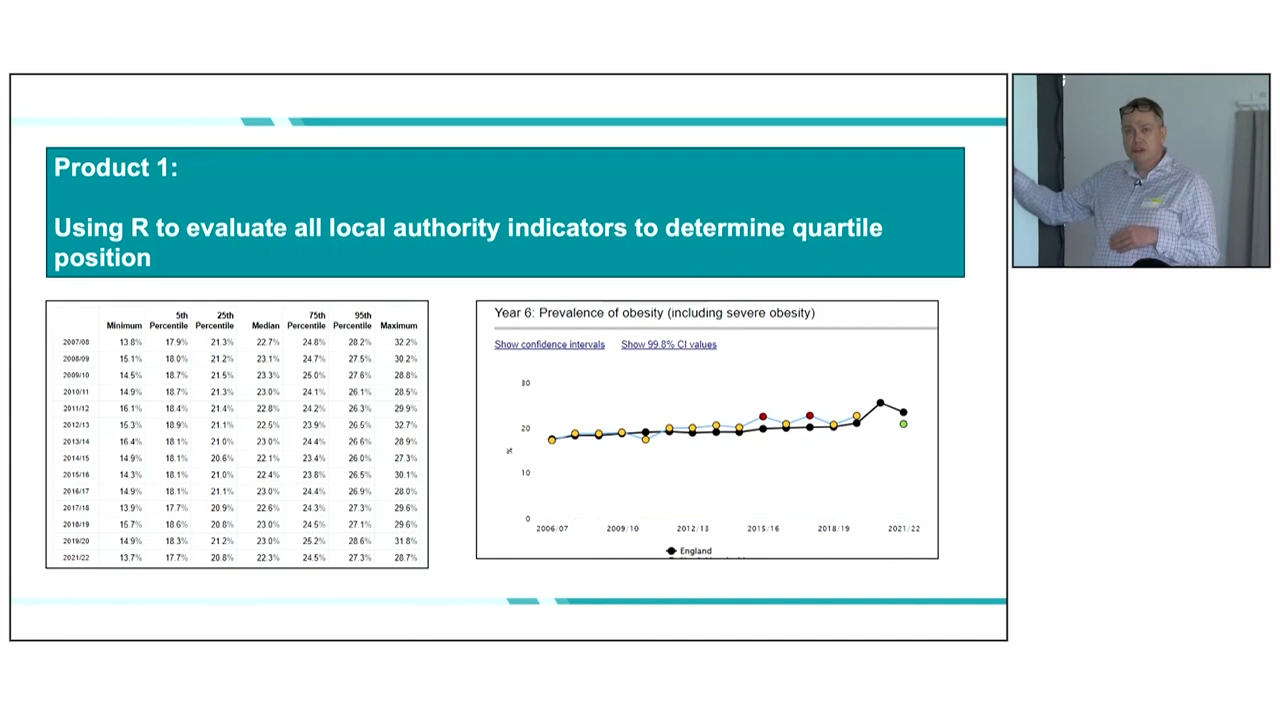 Product 1:
Using R to evaluate all local authority indicators to determine quartile
position
5th 25th 75th 95th
Minimum Percentile Percentile Median Percentile Percentile Maximum
2007/08 13.8% 17.9% 21.3% 22.7% 24.8% 28.2% 32.2%
2008/09 15.1% 18.0% 21.2% 23.1% 24.7% 27.5% 30.2%
2009/10 14.5% 18.7% 21.5% 23.3% 25.0% 27.6% 28.8%
2010/11 14.9% 18.7% 21.3% 23.0% 24.1% 26.1% 28.5%
2011/12 16.1% 18.4% 21.4% 22.8% 24.2% 26.3% 29.9%
2012/13 15.3% 18.9% 21.1% 22.5% 23.9% 26.5% 32.7%
2013/14 16.4% 18.1% 21.0% 23.0% 24.4% 26.6% 28.9%
2014/15 14.9% 18.1% 20.6% 22.1% 23.4% 26.0% 27.3%
2015/16 14.3% 18.1% 21.0% 22.4% 23.8% 26.5% 30.1%
2016/17 14.9% 18.1% 21.1% 23.0% 24.4% 26.9% 28.0%
2017/18 13.9% 17.7% 20.9% 22.6% 24.3% 27.3% 29.6%
2018/19 15.7% 18.6% 20.8% 23.0% 24.5% 27.1% 29.6%
2019/20 14.9% 18.3% 21.2% 23.0% 25.2% 28.6% 31.8%
2021/22 13.7% 17.7% 20.8% 22.3% 24.5% 27.3% 28.7%
Year 6: Prevalence of obesity (including severe obesity)
Show confidence intervals Show 99.8% CI values
30
20
%
10
0
2006/07 2009/10 2012/13 2015/16 2018/19 2021/22
England